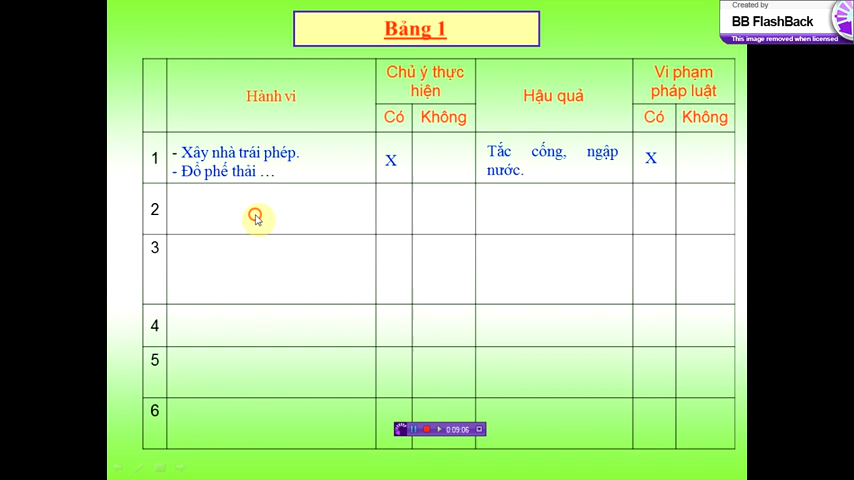 Created by
BB FlashBack
This image removed when licensed
Bảng 1
Hành vi
Chủ ý thực
hiện
Hậu quả
Vi phạm
pháp luật
Có
Không
Có
Không
1
- Xây nhà trái phép.
- Đổ phế thải ...
X
Tắc cống, ngập
nước.
X
2
3
4
5
6
0:09:06